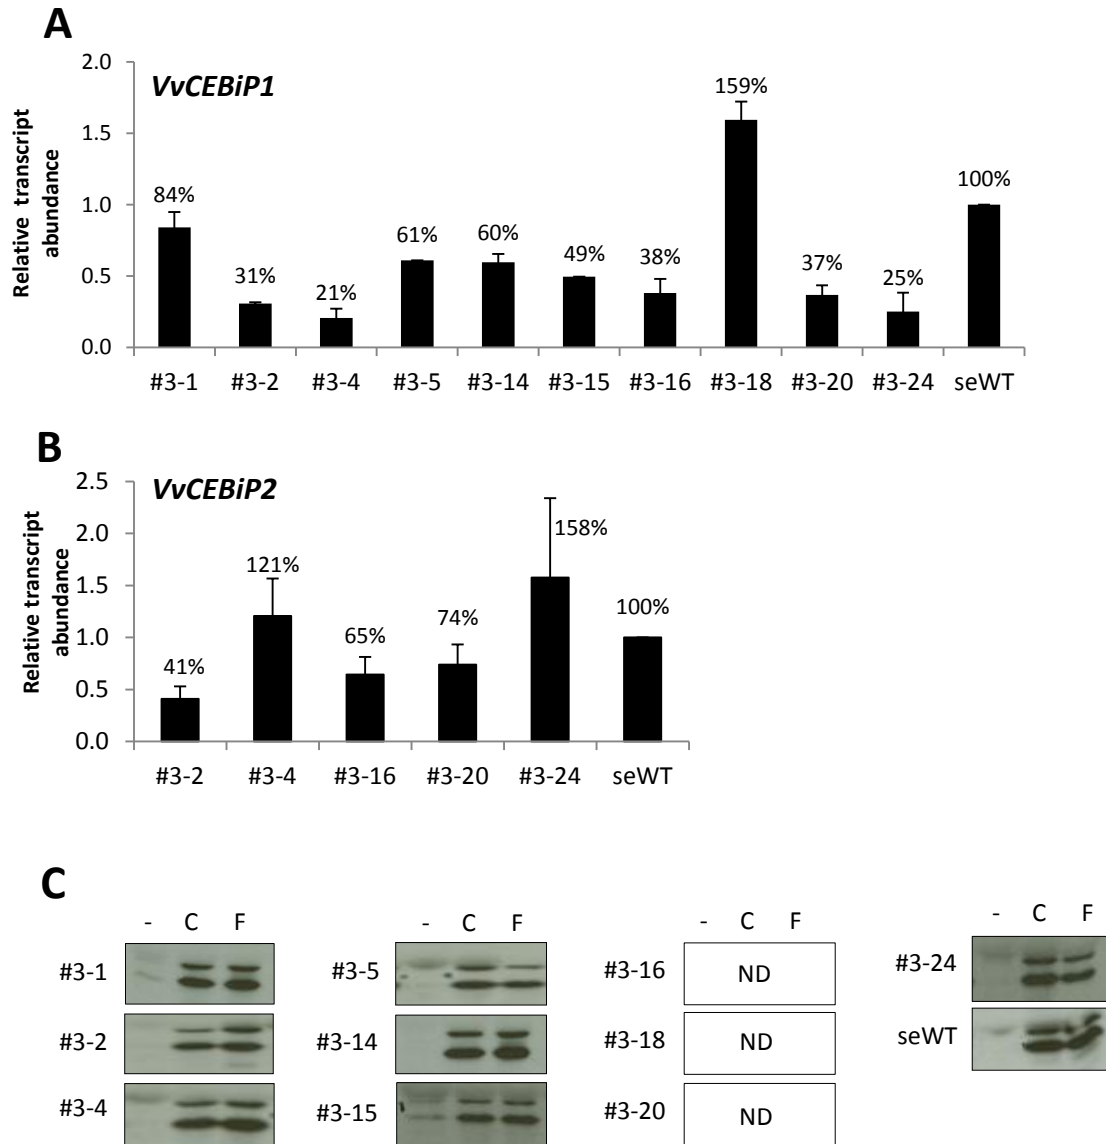 A
VvCEBiP1
Relative transcript
abundance
2.0
1.5
1.0
0.5
0.0
84%
31%
21%
61%
60%
49%
38%
159%
37%
25%
100%
#3-1 #3-2 #3-4 #3-5 #3-14 #3-15 #3-16 #3-18 #3-20 #3-24 seWT
B
VvCEBiP2
Relative transcript
abundance
2.5
2.0
1.5
1.0
0.5
0.0
41%
121%
65%
74%
158%
100%
#3-2 #3-4 #3-16 #3-20 #3-24 seWT
C
- C F
#3-1
#3-2
#3-4
- C F
#3-5
#3-14
#3-15
- C F
#3-16 ND
#3-18 ND
#3-20 ND
- C F
#3-24
seWT